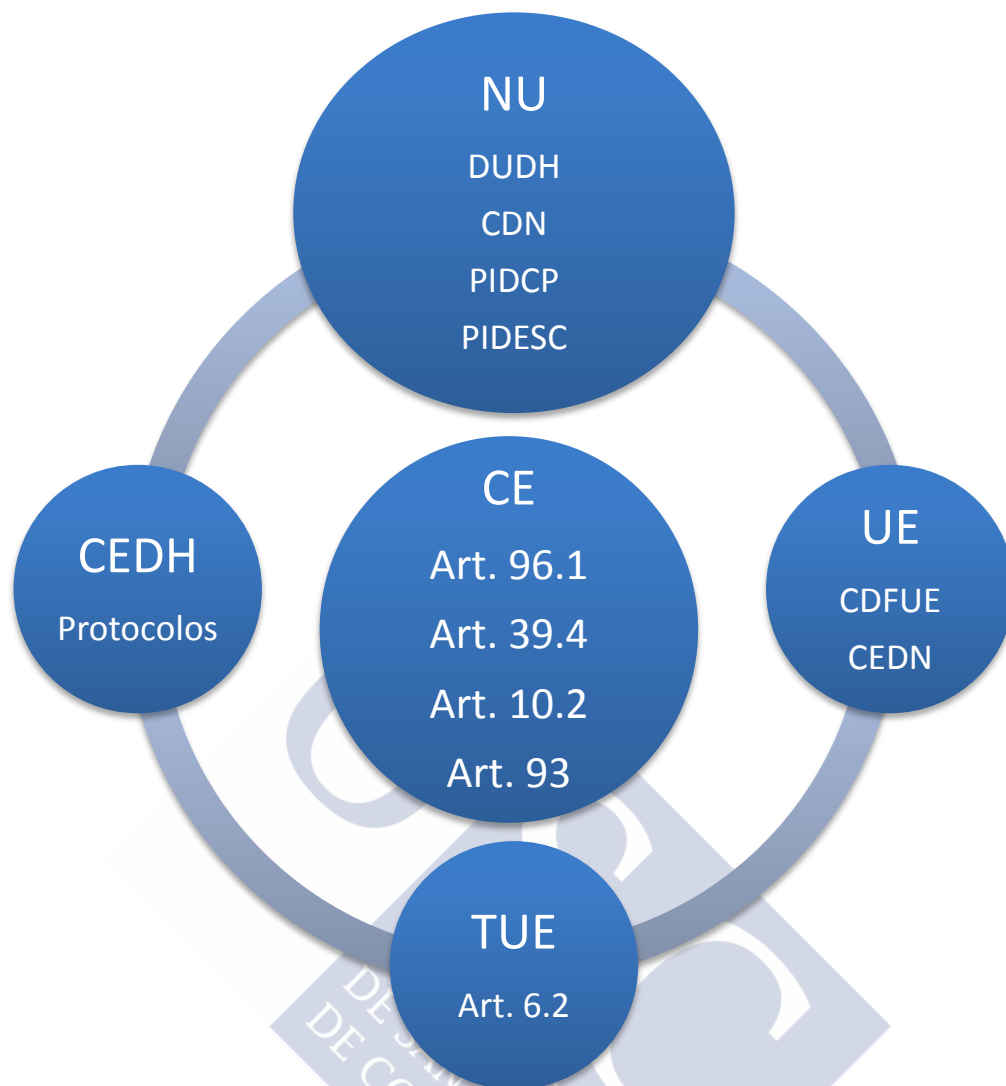 NU
DUDH
CDN
PIDCP
PIDESC
CE
Art. 96.1
Art. 39.4
Art. 10.2
Art. 93
CEDH
Protocolos
UE
CDFUE
CEDN
TUE
Art. 6.2